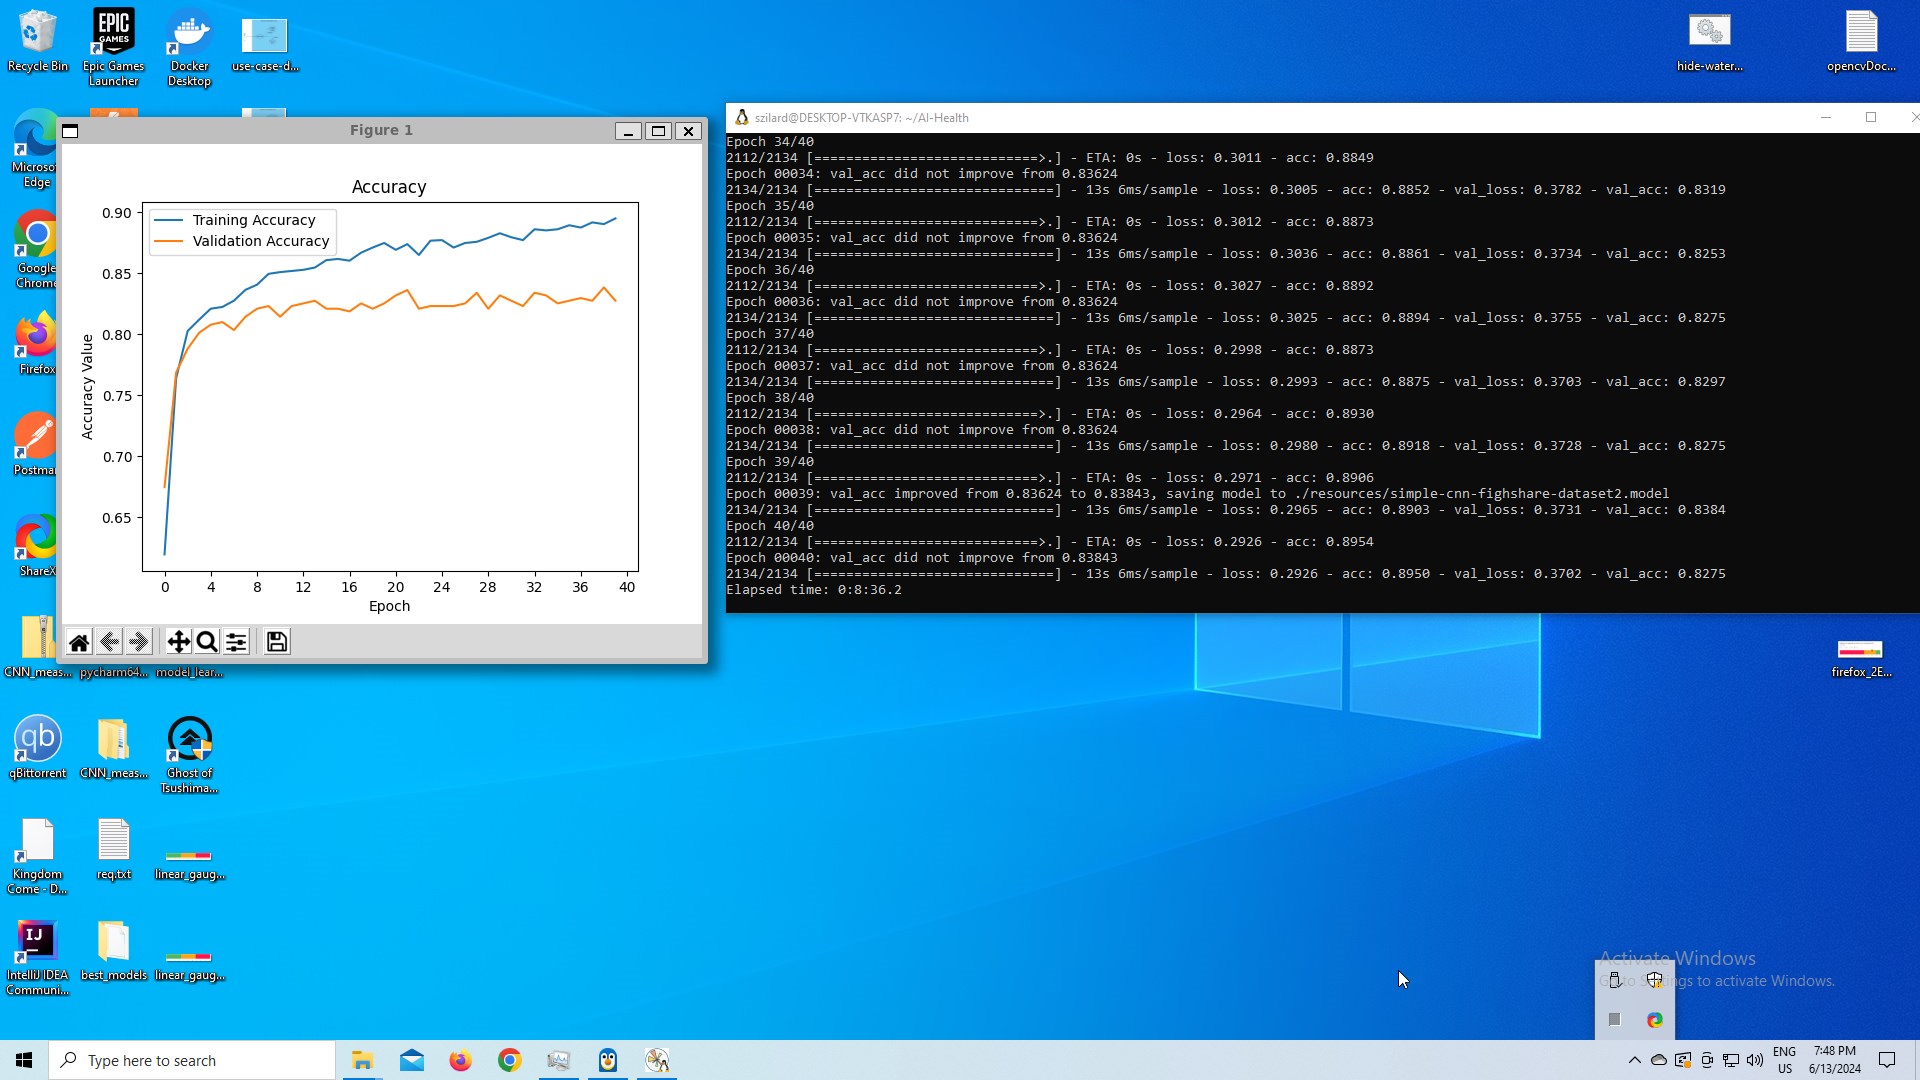 Recycle Bin
EPIC GAMES
Epic Games Launcher
Docker Desktop
use-case-d...
hide-water...
opencvDoc...
Microso
Edge
Google
Chrome
Firefox
Postma
ShareX
CNN_meas...
pycharm64...
model_lear...
qb
qBittorrent
CNN_meas...
Ghost of Tsushima...
Kingdom Come - D...
req.txt
linear_gaug...
IJ
IntelliJ IDEA Communi...
best_models
linear_gaug...
firefox_2E...
Figure 1
Accuracy
Training Accuracy
Validation Accuracy
Accuracy Value
0.90
0.85
0.80
0.75
0.70
0.65
0 4 8 12 16 20 24 28 32 36 40
Epoch
szilard@DESKTOP-VTKASP7: ~/AI-Health
Epoch 34/40
2112/2134 [============================>.] - ETA: 0s - loss: 0.3011 - acc: 0.8849
Epoch 00034: val_acc did not improve from 0.83624
2134/2134 [==============================] - 13s 6ms/sample - loss: 0.3005 - acc: 0.8852 - val_loss: 0.3782 - val_acc: 0.8319
Epoch 35/40
2112/2134 [============================>.] - ETA: 0s - loss: 0.3012 - acc: 0.8873
Epoch 00035: val_acc did not improve from 0.83624
2134/2134 [==============================] - 13s 6ms/sample - loss: 0.3036 - acc: 0.8861 - val_loss: 0.3734 - val_acc: 0.8253
Epoch 36/40
2112/2134 [============================>.] - ETA: 0s - loss: 0.3027 - acc: 0.8892
Epoch 00036: val_acc did not improve from 0.83624
2134/2134 [==============================] - 13s 6ms/sample - loss: 0.3025 - acc: 0.8894 - val_loss: 0.3755 - val_acc: 0.8275
Epoch 37/40
2112/2134 [============================>.] - ETA: 0s - loss: 0.2998 - acc: 0.8873
Epoch 00037: val_acc did not improve from 0.83624
2134/2134 [==============================] - 13s 6ms/sample - loss: 0.2993 - acc: 0.8875 - val_loss: 0.3703 - val_acc: 0.8297
Epoch 38/40
2112/2134 [============================>.] - ETA: 0s - loss: 0.2964 - acc: 0.8930
Epoch 00038: val_acc did not improve from 0.83624
2134/2134 [==============================] - 13s 6ms/sample - loss: 0.2980 - acc: 0.8918 - val_loss: 0.3728 - val_acc: 0.8275
Epoch 39/40
2112/2134 [============================>.] - ETA: 0s - loss: 0.2971 - acc: 0.8906
Epoch 00039: val_acc improved from 0.83624 to 0.83843, saving model to ./resources/simple-cnn-fighshare-dataset2.model
2134/2134 [==============================] - 13s 6ms/sample - loss: 0.2965 - acc: 0.8903 - val_loss: 0.3731 - val_acc: 0.8384
Epoch 40/40
2112/2134 [============================>.] - ETA: 0s - loss: 0.2926 - acc: 0.8954
Epoch 00040: val_acc did not improve from 0.83843
2134/2134 [==============================] - 13s 6ms/sample - loss: 0.2926 - acc: 0.8950 - val_loss: 0.3702 - val_acc: 0.8275
Elapsed time: 0:8:36.2
Activate Windows
Go to Settings to activate Windows.
Type here to search
ENG
US
7:48 PM
6/13/2024